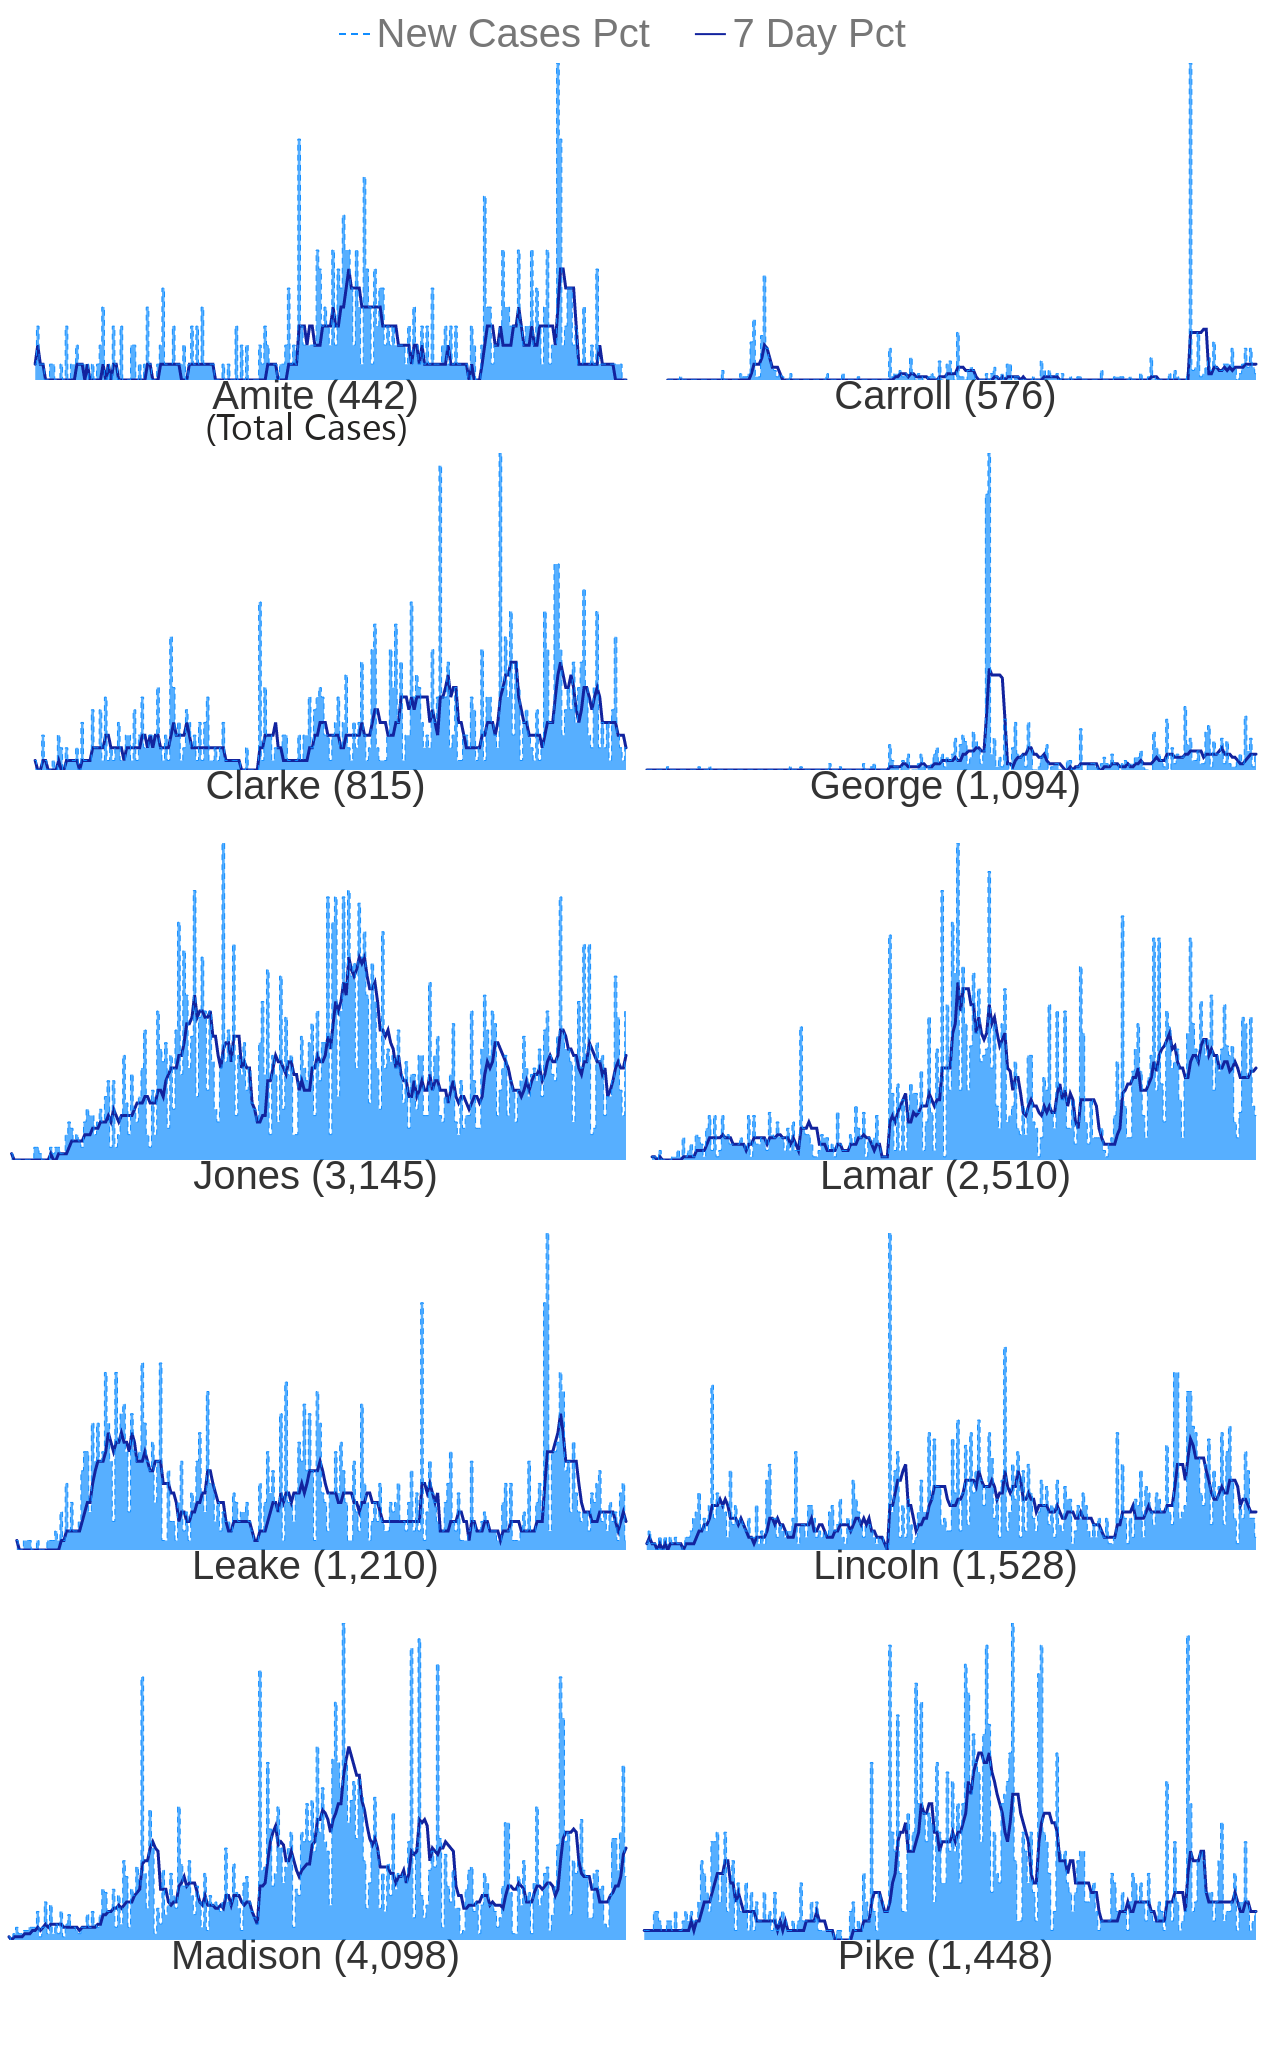 New Cases Pct 7 Day Pct
Amite (442) Carroll (576)
(Total Cases)
Clarke (815) George (1,094)
Jones (3,145) Lamar (2,510)
Leake (1,210) Lincoln (1,528)
Madison (4,098) Pike (1,448)